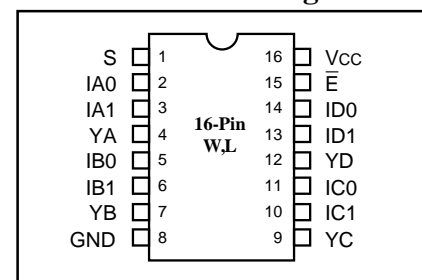 S 1 16 Vcc
IA0 2 15 E̅
IA1 3 14 ID0
YA 4 13 ID1
IB0 5 12 YD
IB1 6 11 IC0
YB 7 10 IC1
GND 8 9 YC
16-Pin
W,L